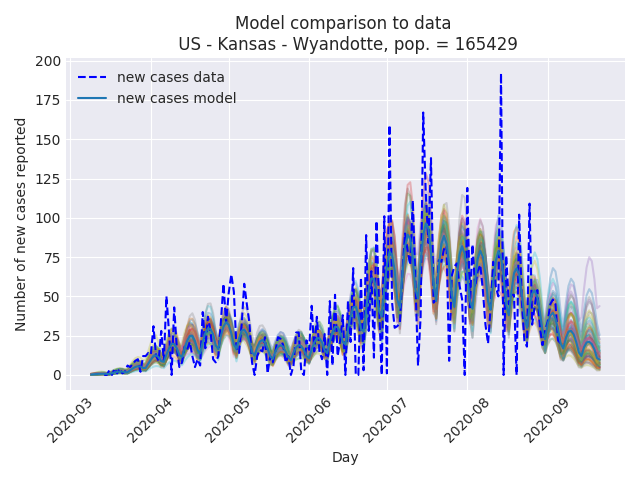 Model comparison to data
US - Kansas - Wyandotte, pop. = 165429
new cases data
new cases model
Number of new cases reported
200
175
150
125
100
75
50
25
0
2020-03
2020-04
2020-05
2020-06
2020-07
2020-08
2020-09
Day